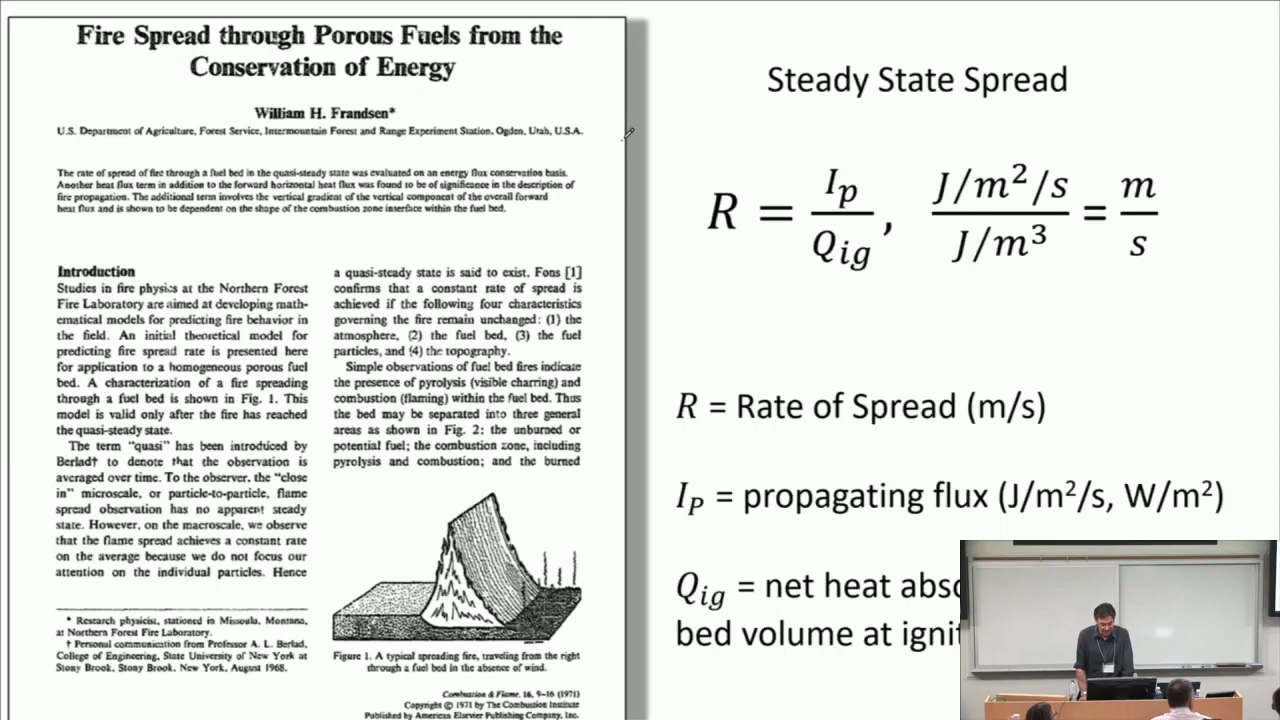 Fire Spread through Porous Fuels from the
Conservation of Energy
William H. Frandsen*
U.S. Department of Agriculture, Forest Service, Intermountain Forest and Range Experiment Station, Ogden, Utah, U.S.A.
The rate of spread of fire through a fuel bed in the quasi-steady state was evaluated on an energy flux conservation basis.
Another heat flux term in addition to the forward horizontal heat flux was found to be of significance in the description of
fire propagation. The additional term involves the vertical gradient of the vertical component of the overall forward
heat flux and is shown to be dependent on the shape of the combustion zone interface within the fuel bed.
Introduction
Studies in fire physics at the Northern Forest
Fire Laboratory are aimed at developing math-
ematical models for predicting fire behavior in
the field. An initial theoretical model for
predicting fire spread rate is presented here
for application to a homogeneous porous fuel
bed. A characterization of a fire spreading
through a fuel bed is shown in Fig. 1. This
model is valid only after the fire has reached
the quasi-steady state.
The term "quasi" has been introduced by
Berlad† to denote that the observation is
averaged over time. To the observer, the "close
in" microscale, or particle-to-particle, flame
spread observation has no apparent steady
state. However, on the macroscale, we observe
that the flame spread achieves a constant rate
on the average because we do not focus our
attention on the individual particles. Hence
* Research physicist, stationed in Missoula, Montana,
at Northern Forest Fire Laboratory.
† Personal communication from Professor A. L. Berlad,
College of Engineering, State University of New York at
Stony Brook, Stony Brook, New York, August 1968.
a quasi-steady state is said to exist. Fons [1]
confirms that a constant rate of spread is
achieved if the following four characteristics
governing the fire remain unchanged: (1) the
atmosphere, (2) the fuel bed, (3) the fuel
particles, and (4) the topography.
Simple observations of fuel bed fires indicate
the presence of pyrolysis (visible charring) and
combustion (flaming) within the fuel bed. Thus
the bed may be separated into three general
areas as shown in Fig. 2: the unburned or
potential fuel; the combustion zone, including
pyrolysis and combustion; and the burned
Figure 1. A typical spreading fire, traveling from the right
through a fuel bed in the absence of wind.
Combustion & Flame, 16, 9-16 (1971)
Copyright © 1971 by The Combustion Institute
Published by American Elsevier Publishing Company, Inc.
Steady State Spread
R = I_p / Q_ig , J/m²/s / J/m³ = m / s
R = Rate of Spread (m/s)
I_P = propagating flux (J/m²/s, W/m²)
Q_ig = net heat abso
bed volume at igni